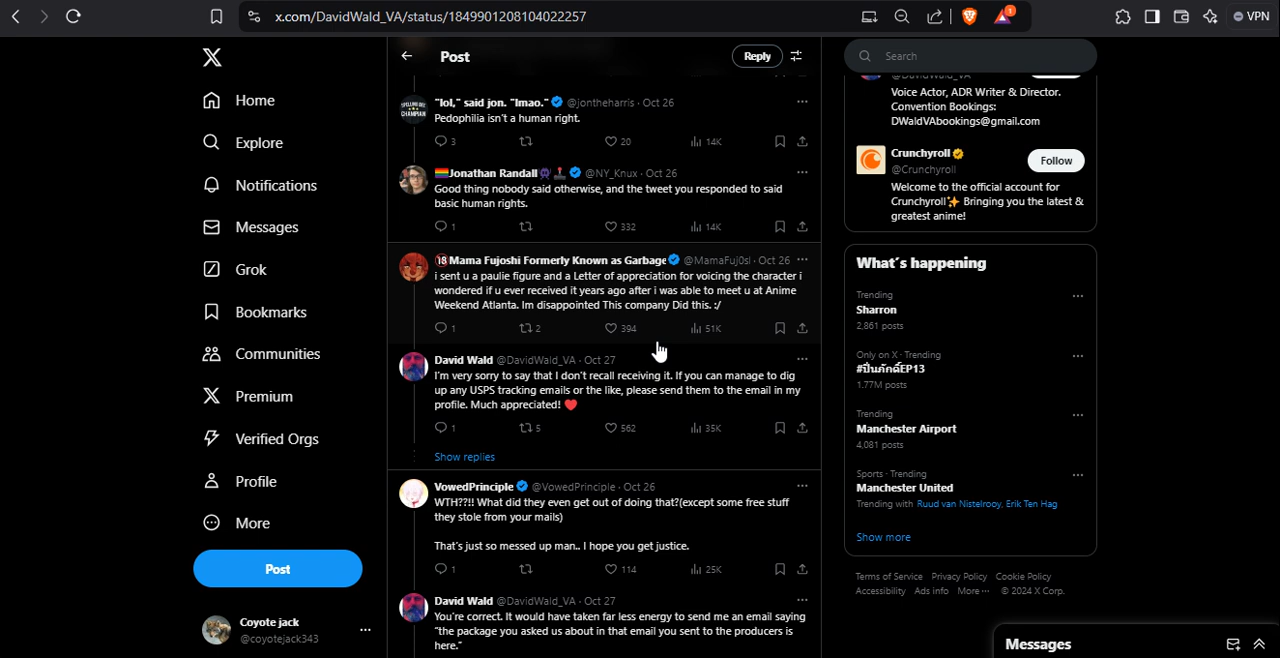 x.com/DavidWald_VA/status/1849901208104022257
VPN
Home
Explore
Notifications
Messages
Grok
Bookmarks
Communities
Premium
Verified Orgs
Profile
More
Post
Coyote jack
@coyotejack343
Post
Reply
"lol," said jon. "lmao." @jontheharris · Oct 26
Pedophilia isn't a human right.
3 20 14K
Jonathan Randall @NY_Knux · Oct 26
Good thing nobody said otherwise, and the tweet you responded to said
basic human rights.
1 332 14K
Mama Fujoshi Formerly Known as Garbage @MamaFuj0si · Oct 26
i sent u a paulie figure and a Letter of appreciation for voicing the character i
wondered if u ever received it years ago after i was able to meet u at Anime
Weekend Atlanta. Im disappointed This company Did this. :/
1 2 394 51K
David Wald @DavidWald_VA · Oct 27
I'm very sorry to say that I don't recall receiving it. If you can manage to dig
up any USPS tracking emails or the like, please send them to the email in my
profile. Much appreciated! ❤️
1 5 562 35K
Show replies
VowedPrinciple @VowedPrinciple · Oct 26
WTH??!! What did they even get out of doing that?(except some free stuff
they stole from your mails)
That's just so messed up man.. I hope you get justice.
1 114 25K
David Wald @DavidWald_VA · Oct 27
You're correct. It would have taken far less energy to send me an email saying
"the package you asked us about in that email you sent to the producers is
here."
Search
Voice Actor, ADR Writer & Director.
Convention Bookings:
DWaldVAbookings@gmail.com
Crunchyroll
@Crunchyroll
Follow
Welcome to the official account for
Crunchyroll✨ Bringing you the latest &
greatest anime!
What's happening
Trending
Sharron
2,861 posts
Only on X · Trending
#ปิ่นภักดิ์EP13
1.77M posts
Trending
Manchester Airport
4,081 posts
Sports · Trending
Manchester United
Trending with Ruud van Nistelrooy, Erik Ten Hag
Show more
Terms of Service Privacy Policy Cookie Policy
Accessibility Ads info More ··· © 2024 X Corp.
Messages